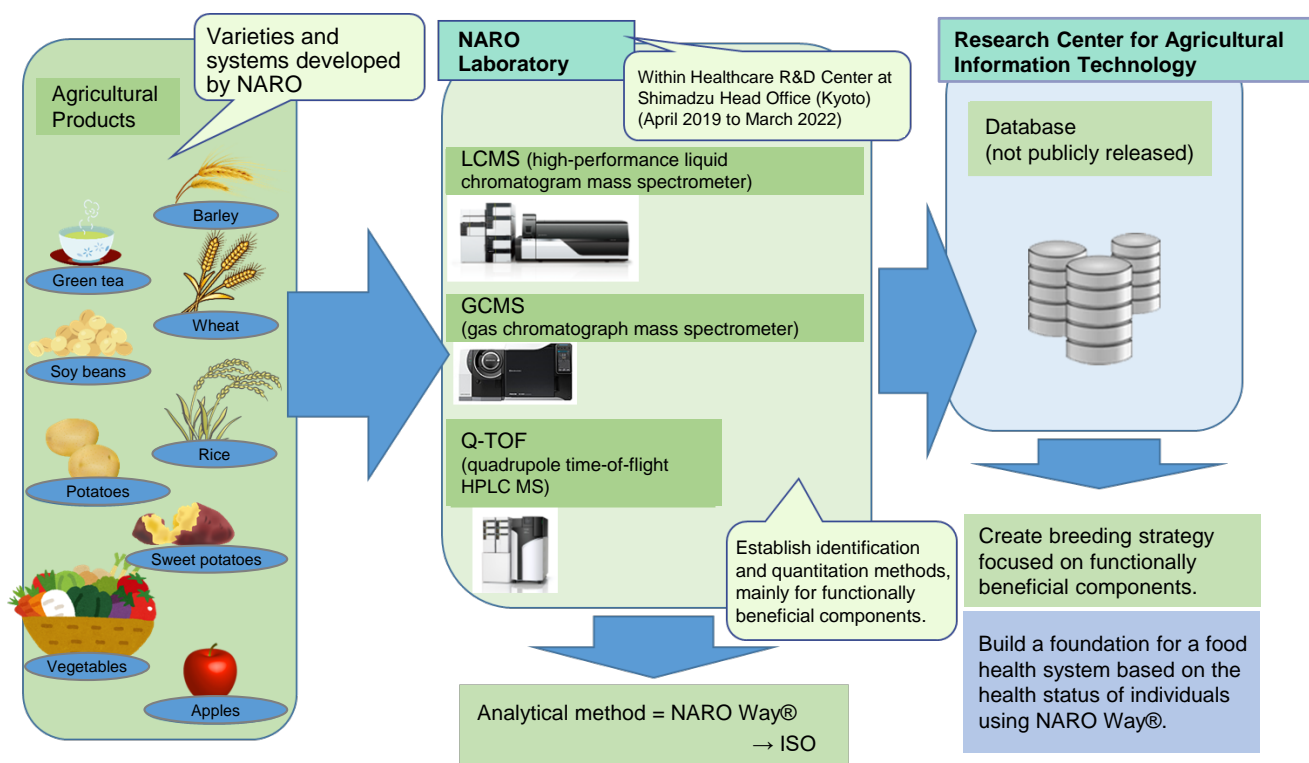 Varieties and
systems developed
by NARO
Agricultural
Products
Barley
Green tea
Wheat
Soy beans
Rice
Potatoes
Sweet potatoes
Vegetables
Apples
NARO
Laboratory
Within Healthcare R&D Center at
Shimadzu Head Office (Kyoto)
(April 2019 to March 2022)
LCMS (high-performance liquid
chromatogram mass spectrometer)
GCMS
(gas chromatograph mass spectrometer)
Q-TOF
(quadrupole time-of-flight
HPLC MS)
Establish identification
and quantitation methods,
mainly for functionally
beneficial components.
Analytical method = NARO Way®
→ ISO
Research Center for Agricultural
Information Technology
Database
(not publicly released)
Create breeding strategy
focused on functionally
beneficial components.
Build a foundation for a food
health system based on the
health status of individuals
using NARO Way®.